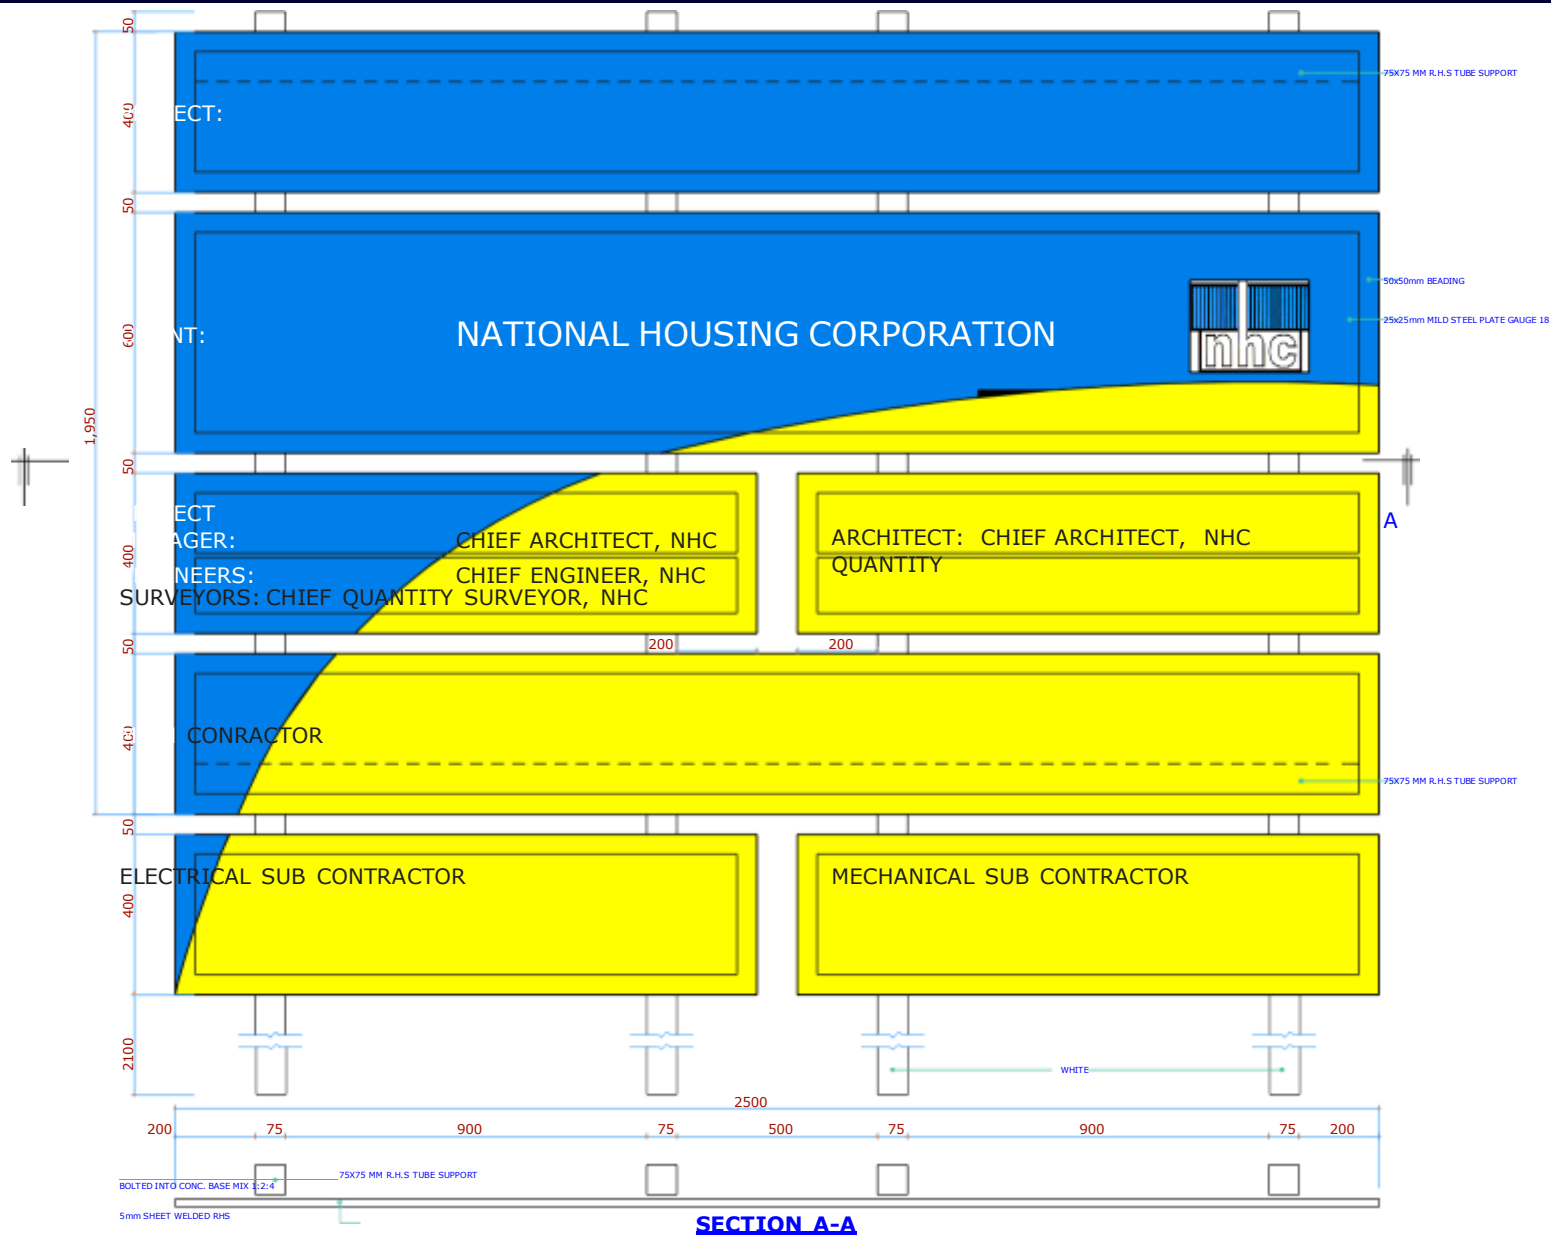 50
75X75 MM R.H.S TUBE SUPPORT
400
ECT:
50
50x50mm BEADING
25x25mm MILD STEEL PLATE GAUGE 18
600
NT:
NATIONAL HOUSING CORPORATION
nhc
1,950
50
ECT
AGER:
CHIEF ARCHITECT, NHC
ARCHITECT: CHIEF ARCHITECT, NHC
QUANTITY
A
400
NEERS:
CHIEF ENGINEER, NHC
SURVEYORS: CHIEF QUANTITY SURVEYOR, NHC
50
200
200
400
CONRACTOR
75X75 MM R.H.S TUBE SUPPORT
50
ELECTRICAL SUB CONTRACTOR
MECHANICAL SUB CONTRACTOR
400
2100
WHITE
2500
200 75 900 75 500 75 900 75 200
75X75 MM R.H.S TUBE SUPPORT
BOLTED INTO CONC. BASE MIX 1:2:4
5mm SHEET WELDED RHS
SECTION A-A